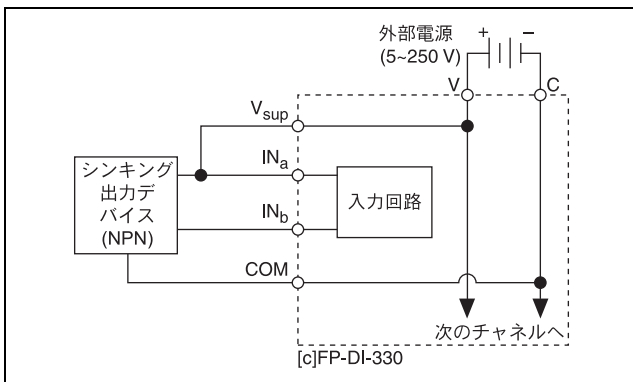 外部電源
(5~250 V)
+ −
V C
Vsup
INa
シンキング
出力デ
バイス
(NPN)
入力回路
INb
COM
次のチャネルへ
[c]FP-DI-330